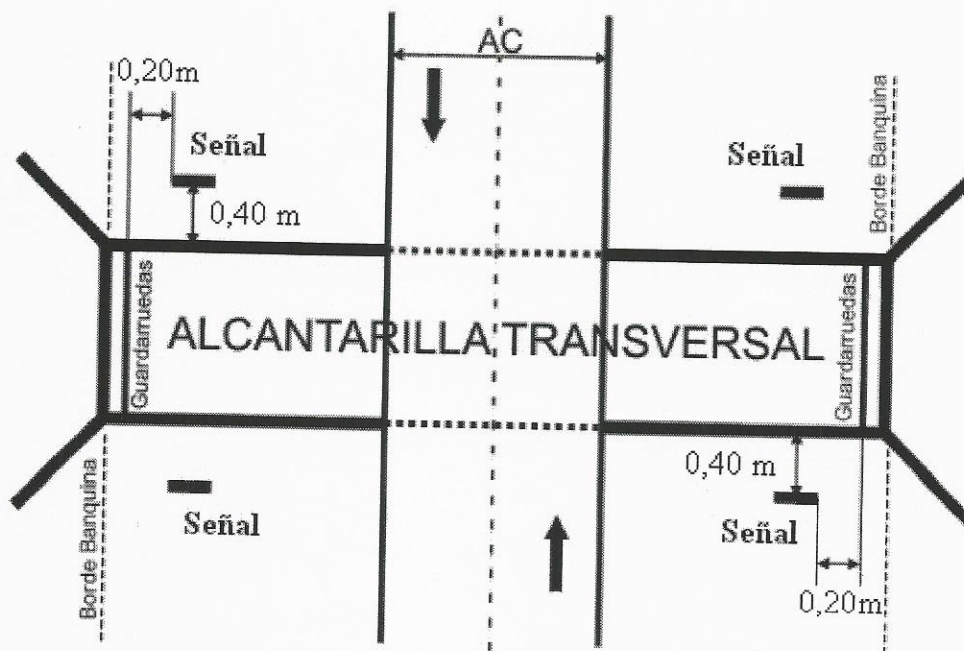 AC
0,20m
Señal
Señal
Borde Banquina
0,40 m
Guardarruedas
ALCANTARILLA TRANSVERSAL
Guardarruedas
0,40 m
Borde Banquina
Señal
Señal
0,20m